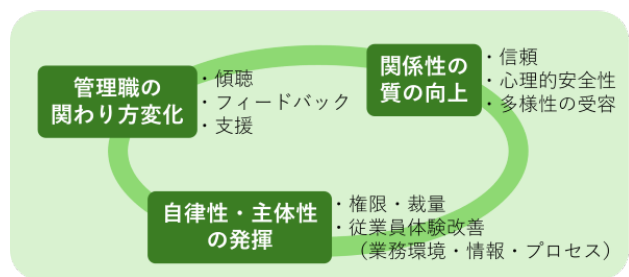 管理職の
関わり方変化
・傾聴
・フィードバック
・支援
関係性の
質の向上
・信頼
・心理的安全性
・多様性の受容
自律性・主体性
の発揮
・権限・裁量
・従業員体験改善
（業務環境・情報・プロセス）